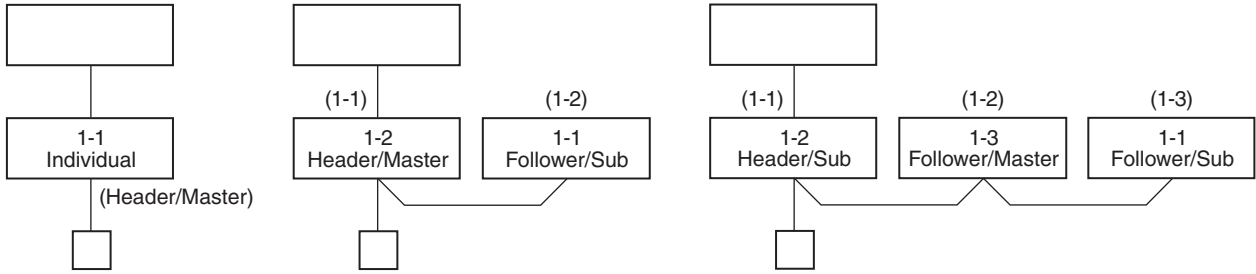 (1-1)
(1-2)
(1-1)
(1-2)
(1-3)
1-1
Individual
1-2
Header/Master
1-1
Follower/Sub
1-2
Header/Sub
1-3
Follower/Master
1-1
Follower/Sub
(Header/Master)